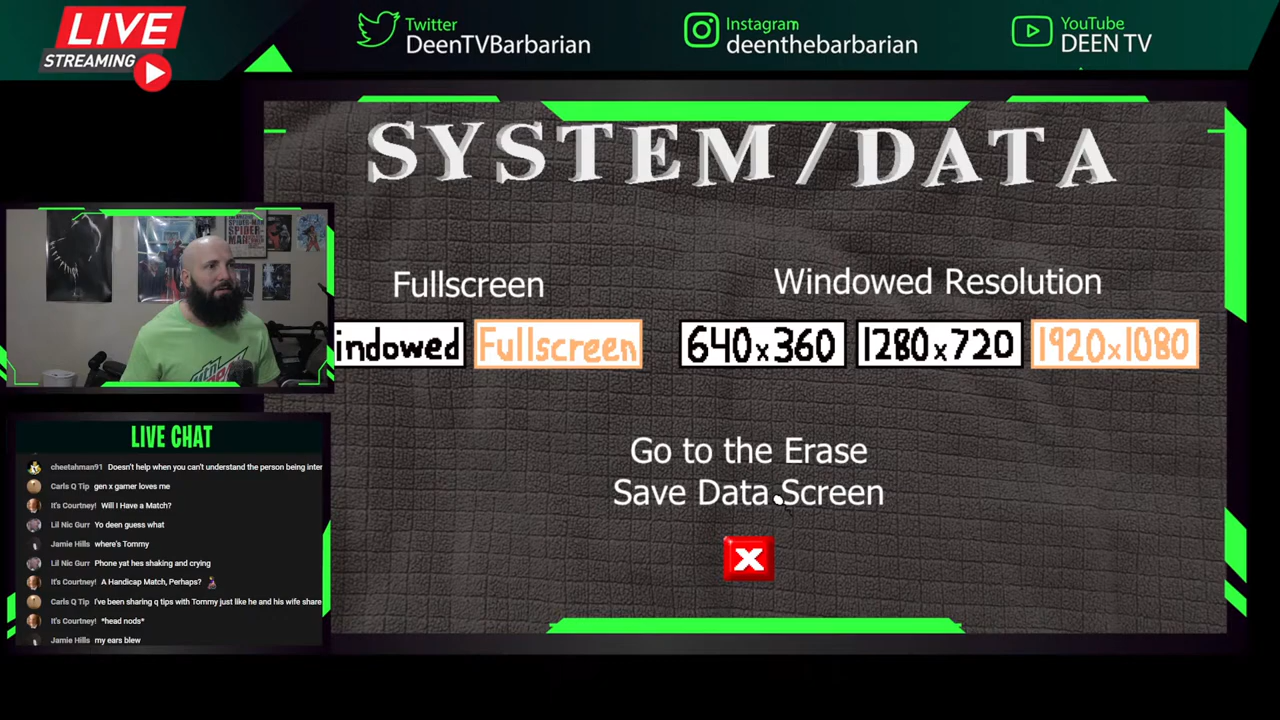 LIVE
STREAMING
Twitter
DeenTVBarbarian
Instagram
deenthebarbarian
YouTube
DEEN TV
SYSTEM/DATA
Fullscreen
Windowed Resolution
indowed
Fullscreen
640x360
1280x720
1920x1080
Go to the Erase
Save Data Screen
LIVE CHAT
cheetahman91 Doesn't help when you can't understand the person being inter
Carls Q Tip gen x gamer loves me
It's Courtney! Will I Have a Match?
Lil Nic Gurr Yo deen guess what
Jamie Hills where's Tommy
Lil Nic Gurr Phone yat hes shaking and crying
It's Courtney! A Handicap Match, Perhaps?
Carls Q Tip I've been sharing q tips with Tommy just like he and his wife share
It's Courtney! *head nods*
Jamie Hills my ears blew